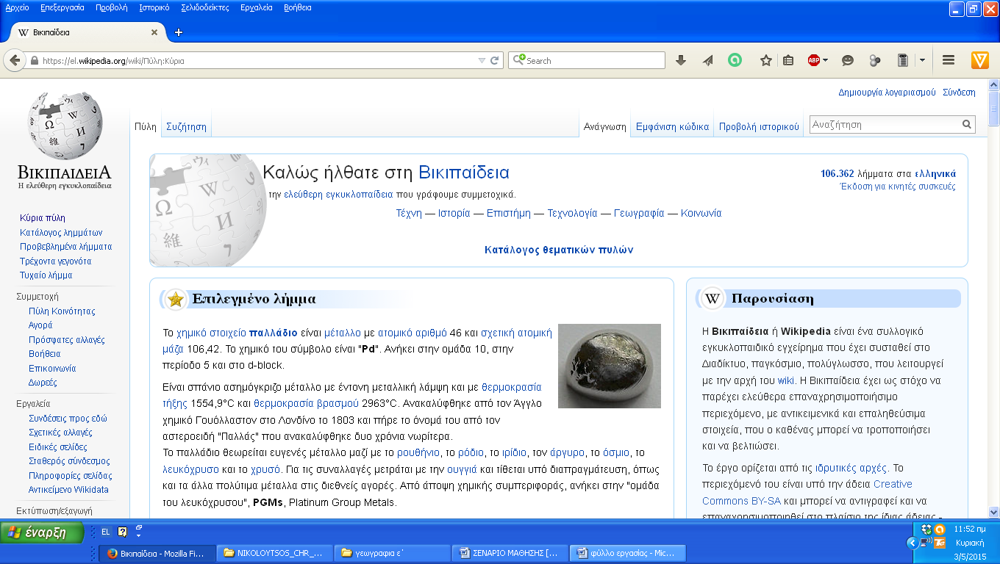 Αρχείο Επεξεργασία Προβολή Ιστορικό Σελιδοδείκτες Εργαλεία Βοήθεια
W Βικιπαίδεια
https://el.wikipedia.org/wiki/Πύλη:Κύρια
Search
ABP
Δημιουργία λογαριασμού Σύνδεση
Πύλη Συζήτηση
Ανάγνωση Εμφάνιση κώδικα Προβολή ιστορικού
Αναζήτηση
ΒΙΚΙΠΑΙΔΕΙΑ
Η ελεύθερη εγκυκλοπαίδεια
Κύρια πύλη
Κατάλογος λημμάτων
Προβεβλημένα λήμματα
Τρέχοντα γεγονότα
Τυχαίο λήμμα
Συμμετοχή
Πύλη Κοινότητας
Αγορά
Πρόσφατες αλλαγές
Βοήθεια
Επικοινωνία
Δωρεές
Εργαλεία
Συνδέσεις προς εδώ
Σχετικές αλλαγές
Ειδικές σελίδες
Σταθερός σύνδεσμος
Πληροφορίες σελίδας
Αντικείμενο Wikidata
Εκτύπωση/εξαγωγή
Καλώς ήλθατε στη Βικιπαίδεια
την ελεύθερη εγκυκλοπαίδεια που γράφουμε συμμετοχικά.
106.362 λήμματα στα ελληνικά
Έκδοση για κινητές συσκευές
Τέχνη — Ιστορία — Επιστήμη — Τεχνολογία — Γεωγραφία — Κοινωνία
Κατάλογος θεματικών πυλών
Επιλεγμένο λήμμα
Το χημικό στοιχείο παλλάδιο είναι μέταλλο με ατομικό αριθμό 46 και σχετική ατομική
μάζα 106,42. Το χημικό του σύμβολο είναι "Pd". Ανήκει στην ομάδα 10, στην
περίοδο 5 και στο d-block.
Είναι σπάνιο ασημόγκριζο μέταλλο με έντονη μεταλλική λάμψη και με θερμοκρασία
τήξης 1554,9°C και θερμοκρασία βρασμού 2963°C. Ανακαλύφθηκε από τον Άγγλο
χημικό Γουόλλαστον στο Λονδίνο το 1803 και πήρε το όνομά του από τον
αστεροειδή "Παλλάς" που ανακαλύφθηκε δυο χρόνια νωρίτερα.
Το παλλάδιο θεωρείται ευγενές μέταλλο μαζί με το ρουθήνιο, το ρόδιο, το ιρίδιο, τον άργυρο, το όσμιο, το
λευκόχρυσο και το χρυσό. Για τις συναλλαγές μετράται με την ουγγιά και τίθεται υπό διαπραγμάτευση, όπως
και τα άλλα πολύτιμα μέταλλα στις διεθνείς αγορές. Από άποψη χημικής συμπεριφοράς, ανήκει στην "ομάδα
του λευκόχρυσου", PGMs, Platinum Group Metals.
W Παρουσίαση
Η Βικιπαίδεια ή Wikipedia είναι ένα συλλογικό
εγκυκλοπαιδικό εγχείρημα που έχει συσταθεί στο
Διαδίκτυο, παγκόσμιο, πολύγλωσσο, που λειτουργεί
με την αρχή του wiki. Η Βικιπαίδεια έχει ως στόχο να
παρέχει ελεύθερα επαναχρησιμοποιήσιμο
περιεχόμενο, με αντικειμενικά και επαληθεύσιμα
στοιχεία, που ο καθένας μπορεί να τροποποιήσει
και να βελτιώσει.
Το έργο ορίζεται από τις ιδρυτικές αρχές. Το
περιεχόμενό του είναι υπό την άδεια Creative
Commons BY-SA και μπορεί να αντιγραφεί και να
επαναχρησιμοποιηθεί στο πλαίσιο της ίδιας άδειας -
έναρξη
EL
Βικιπαίδεια - Mozilla Fi...
NIKOLOYTSOS_CHR_...
γεωγραφια ε΄
ΣΕΝΑΡΙΟ ΜΑΘΗΣΗΣ [...
φύλλο εργασίας - Mic...
11:52 πμ
Κυριακή
3/5/2015